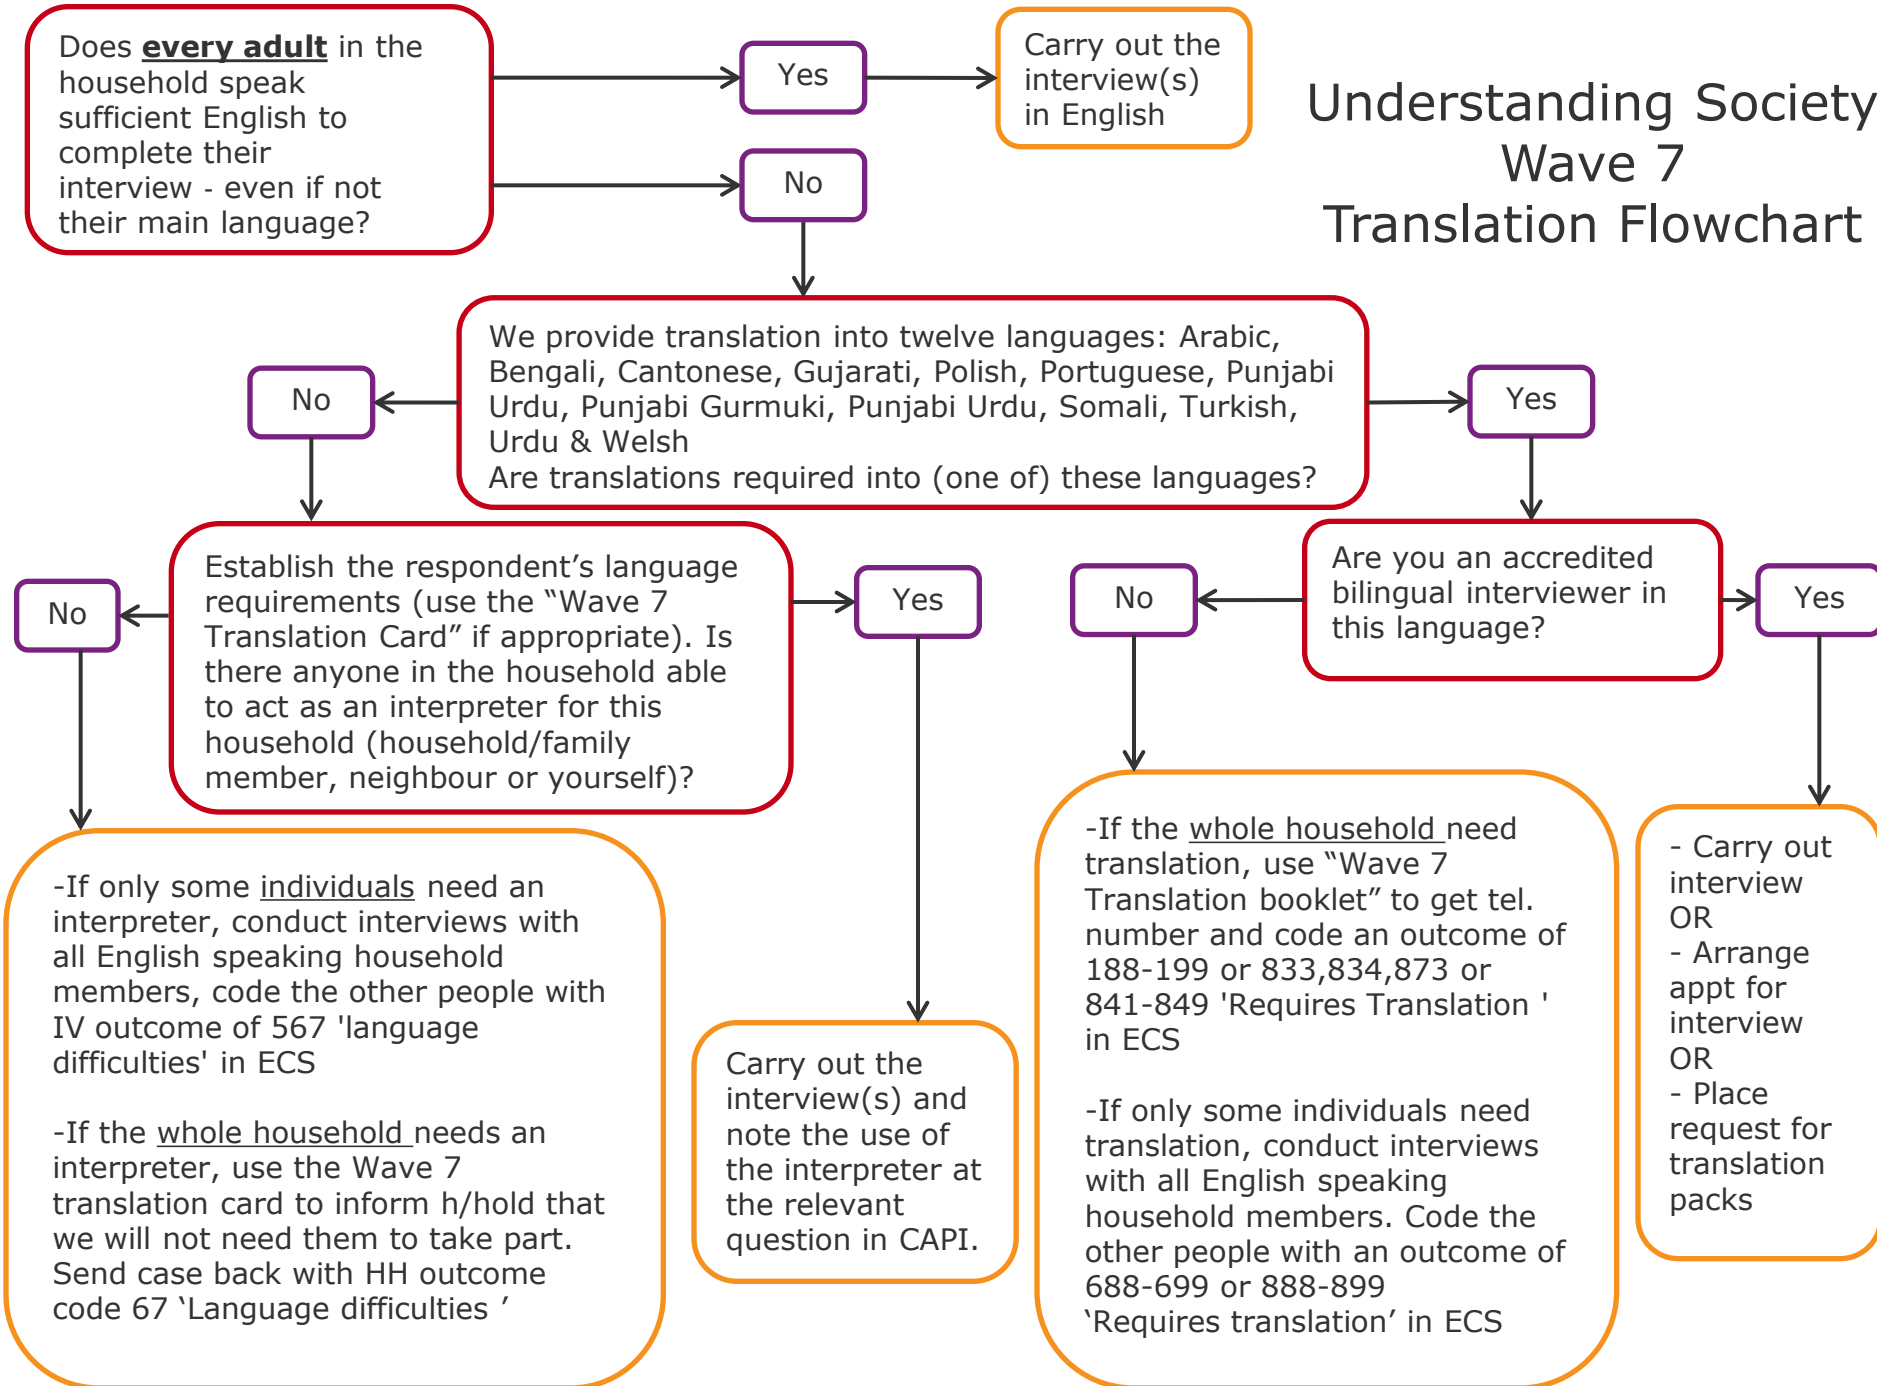 Does every adult in the
household speak
sufficient English to
complete their
interview - even if not
their main language?
Yes
Carry out the
interview(s)
in English
Understanding Society
Wave 7
Translation Flowchart
No
We provide translation into twelve languages: Arabic,
Bengali, Cantonese, Gujarati, Polish, Portuguese, Punjabi
Urdu, Punjabi Gurmuki, Punjabi Urdu, Somali, Turkish,
Urdu & Welsh
Are translations required into (one of) these languages?
No
Yes
Establish the respondent’s language
requirements (use the “Wave 7
Translation Card” if appropriate). Is
there anyone in the household able
to act as an interpreter for this
household (household/family
member, neighbour or yourself)?
No
Yes
Are you an accredited
bilingual interviewer in
this language?
No
Yes
-If only some individuals need an
interpreter, conduct interviews with
all English speaking household
members, code the other people with
IV outcome of 567 'language
difficulties' in ECS
-If the whole household needs an
interpreter, use the Wave 7
translation card to inform h/hold that
we will not need them to take part.
Send case back with HH outcome
code 67 ‘Language difficulties ’
Carry out the
interview(s) and
note the use of
the interpreter at
the relevant
question in CAPI.
-If the whole household need
translation, use “Wave 7
Translation booklet” to get tel.
number and code an outcome of
188-199 or 833,834,873 or
841-849 'Requires Translation '
in ECS
-If only some individuals need
translation, conduct interviews
with all English speaking
household members. Code the
other people with an outcome of
688-699 or 888-899
‘Requires translation’ in ECS
- Carry out
interview
OR
- Arrange
appt for
interview
OR
- Place
request for
translation
packs